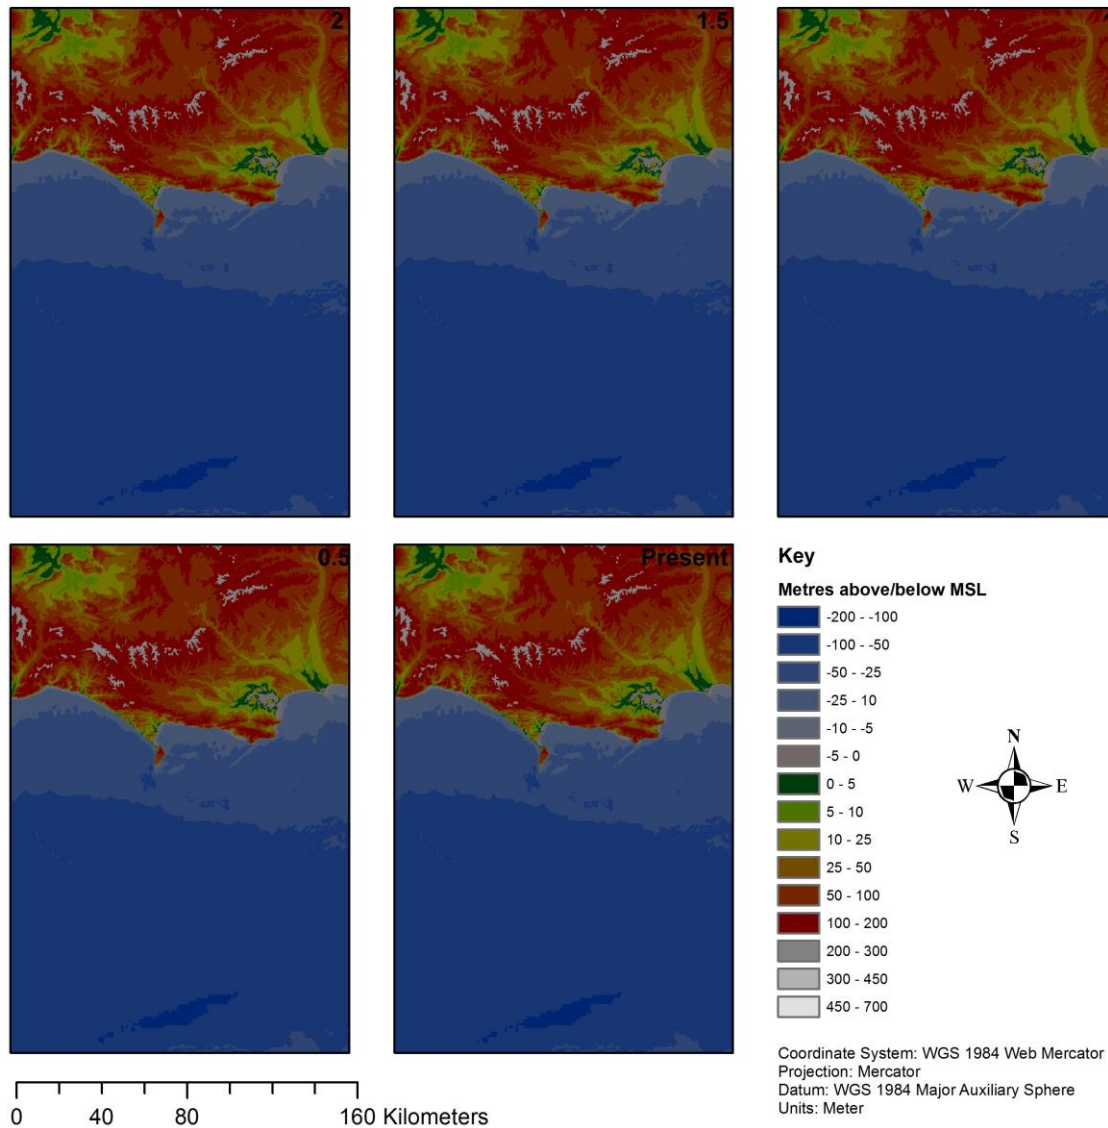 2
1.5
1
0.5
Present
Key
Metres above/below MSL
-200 - -100
-100 - -50
-50 - -25
-25 - 10
-10 - -5
-5 - 0
0 - 5
5 - 10
10 - 25
25 - 50
50 - 100
100 - 200
200 - 300
300 - 450
450 - 700
N
W
E
S
Coordinate System: WGS 1984 Web Mercator
Projection: Mercator
Datum: WGS 1984 Major Auxiliary Sphere
Units: Meter
0 40 80 160 Kilometers